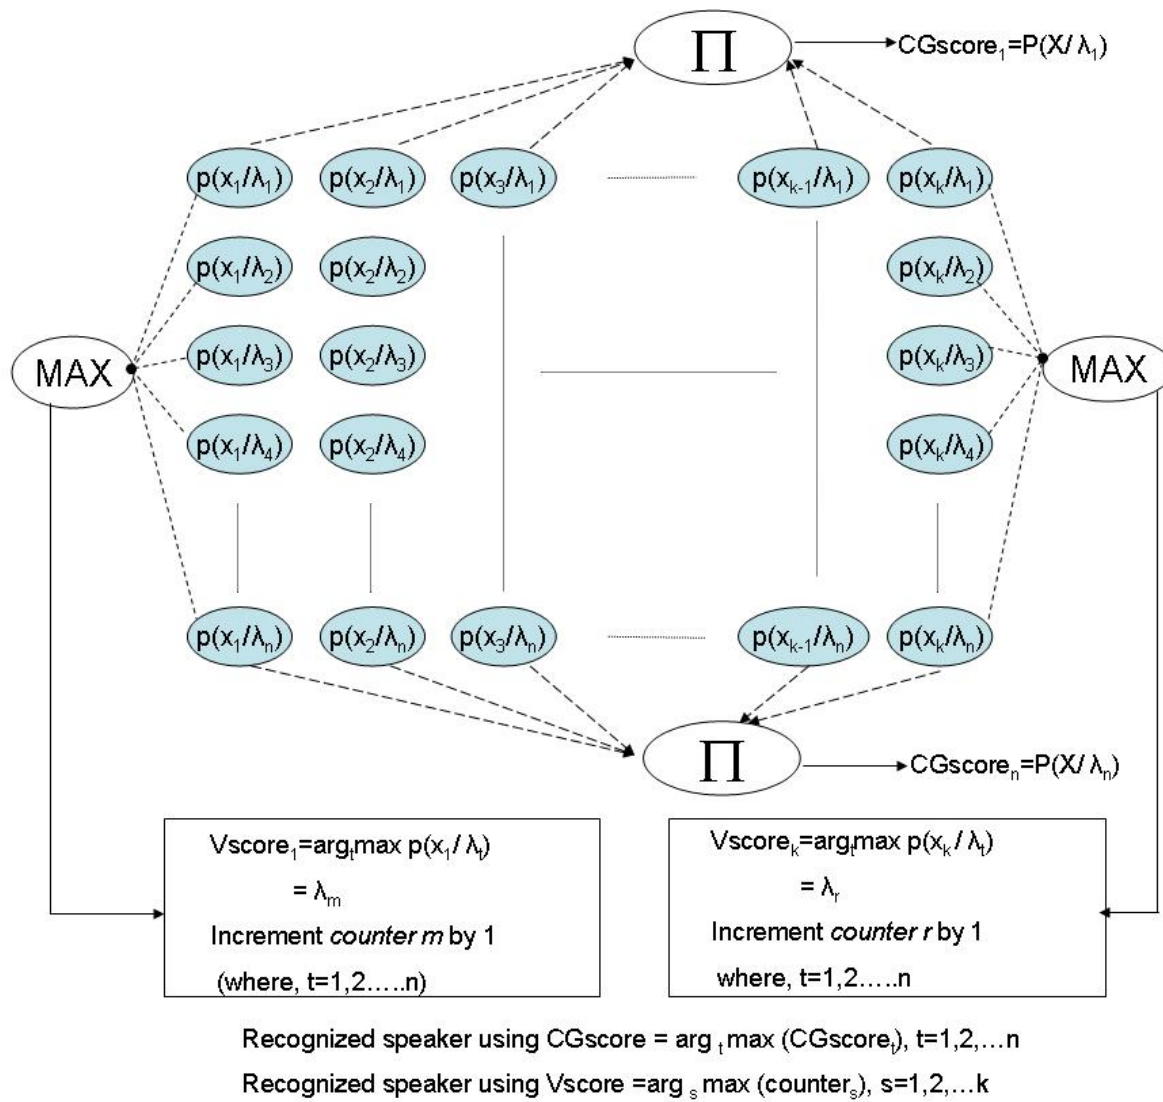 ∏ CGscore₁=P(X/λ₁)
p(x₁/λ₁) p(x₂/λ₁) p(x₃/λ₁) p(xₖ₋₁/λ₁) p(xₖ/λ₁)
p(x₁/λ₂) p(x₂/λ₂) p(xₖ/λ₂)
p(x₁/λ₃) p(x₂/λ₃) p(xₖ/λ₃)
MAX MAX
p(x₁/λ₄) p(x₂/λ₄) p(xₖ/λ₄)
p(x₁/λₙ) p(x₂/λₙ) p(x₃/λₙ) p(xₖ₋₁/λₙ) p(xₖ/λₙ)
∏ CGscoreₙ=P(X/λₙ)
Vscore₁=argₜmax p(x₁/λₜ)
= λₘ
Increment counter m by 1
(where, t=1,2.....n)
Vscoreₖ=argₜmax p(xₖ/λₜ)
= λᵣ
Increment counter r by 1
where, t=1,2.....n
Recognized speaker using CGscore = arg ₜ max (CGscoreₜ), t=1,2,...n
Recognized speaker using Vscore =arg ₛ max (counterₛ), s=1,2,...k